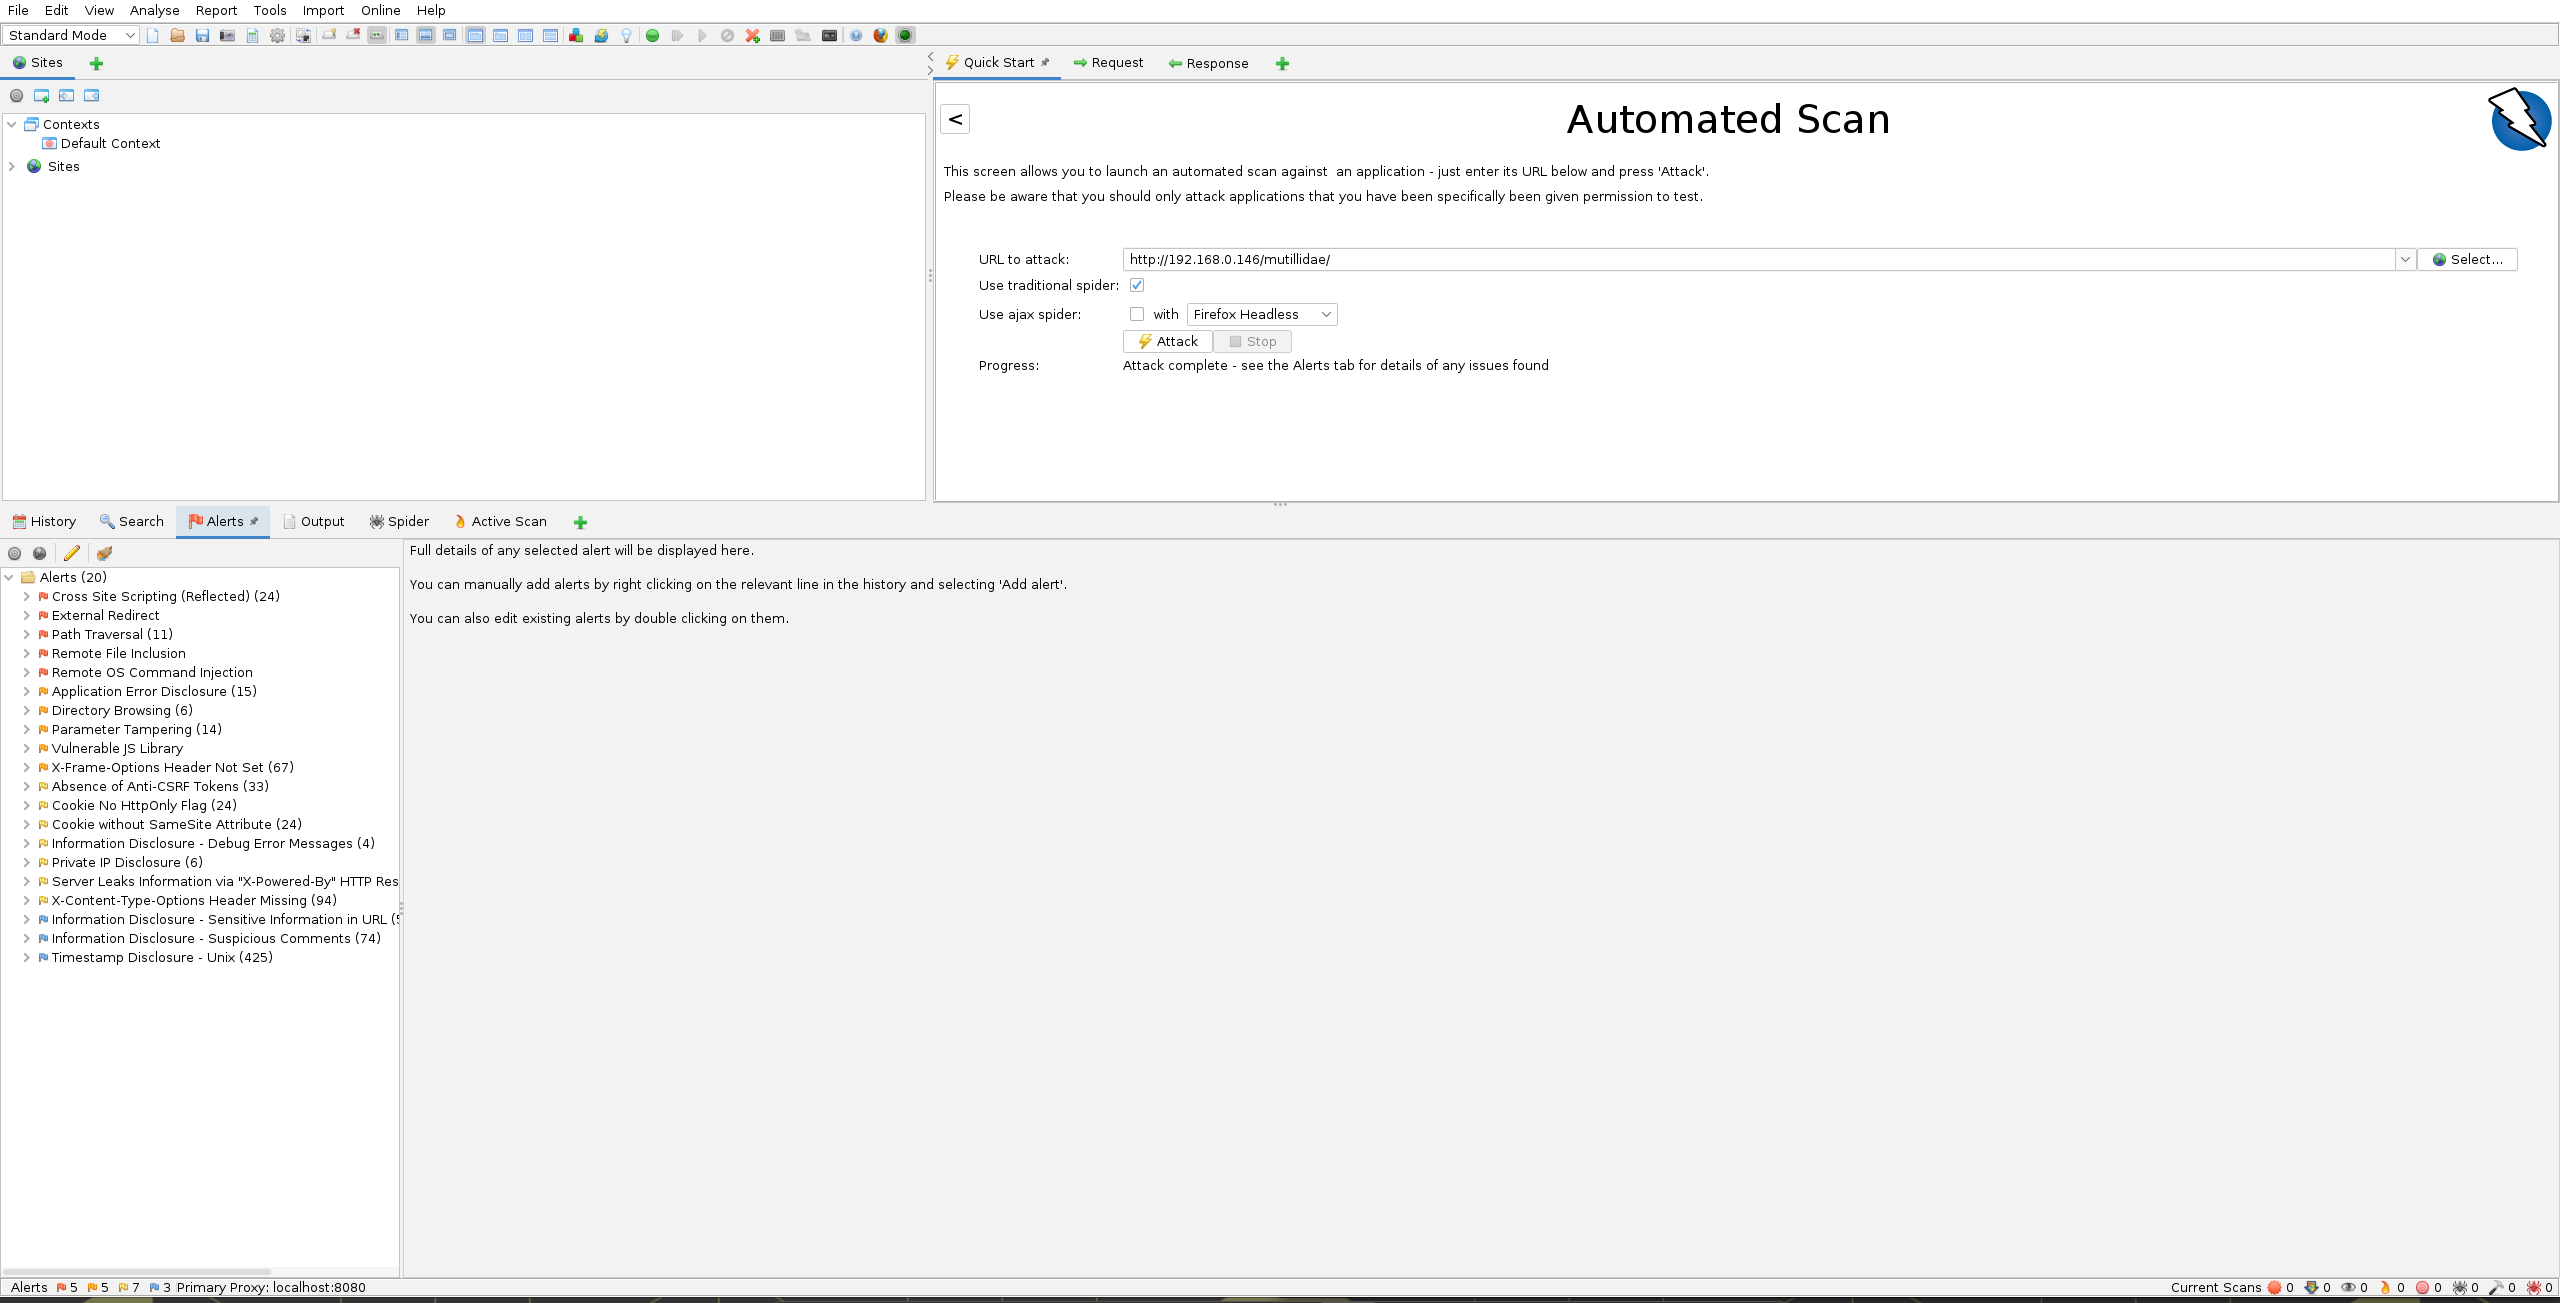 File Edit View Analyse Report Tools Import Online Help
Standard Mode
Sites
Quick Start Request Response
Contexts
Default Context
Sites
<
Automated Scan
This screen allows you to launch an automated scan against  an application - just enter its URL below and press 'Attack'.
Please be aware that you should only attack applications that you have been specifically been given permission to test.
URL to attack: http://192.168.0.146/mutillidae/ Select...
Use traditional spider:
Use ajax spider: with Firefox Headless
Attack Stop
Progress: Attack complete - see the Alerts tab for details of any issues found
History Search Alerts Output Spider Active Scan
Alerts (20)
Cross Site Scripting (Reflected) (24)
External Redirect
Path Traversal (11)
Remote File Inclusion
Remote OS Command Injection
Application Error Disclosure (15)
Directory Browsing (6)
Parameter Tampering (14)
Vulnerable JS Library
X-Frame-Options Header Not Set (67)
Absence of Anti-CSRF Tokens (33)
Cookie No HttpOnly Flag (24)
Cookie without SameSite Attribute (24)
Information Disclosure - Debug Error Messages (4)
Private IP Disclosure (6)
Server Leaks Information via "X-Powered-By" HTTP Res
X-Content-Type-Options Header Missing (94)
Information Disclosure - Sensitive Information in URL
Information Disclosure - Suspicious Comments (74)
Timestamp Disclosure - Unix (425)
Full details of any selected alert will be displayed here.
You can manually add alerts by right clicking on the relevant line in the history and selecting 'Add alert'.
You can also edit existing alerts by double clicking on them.
Alerts 5 5 7 3 Primary Proxy: localhost:8080
Current Scans 0 0 0 0 0 0 0 0